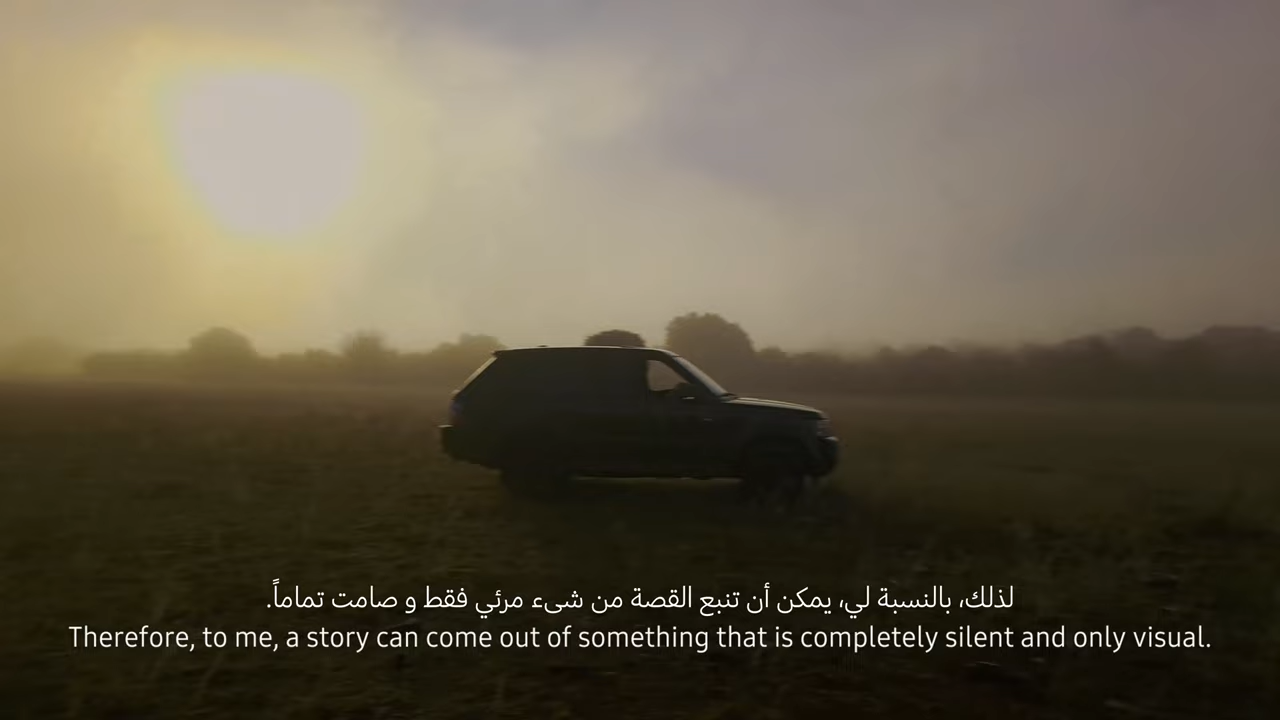 لذلك، بالنسبة لي، يمكن أن تنبع القصة من شىء مرئي فقط و صامت تماماً.
Therefore, to me, a story can come out of something that is completely silent and only visual.